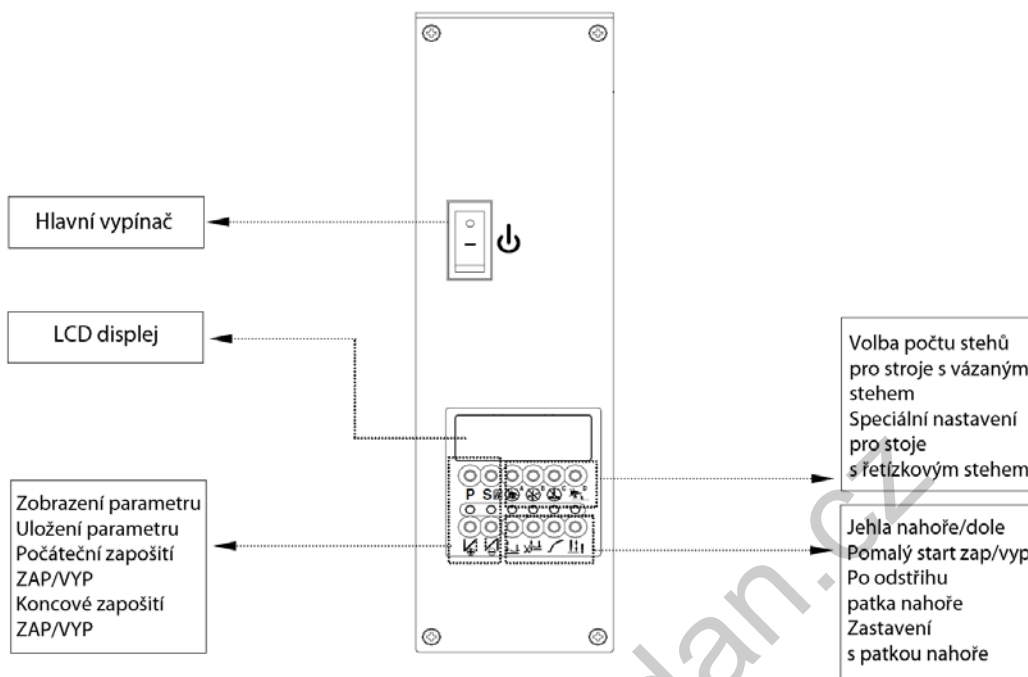 Hlavní vypínač
LCD displej
Zobrazení parametru
Uložení parametru
Počáteční zapošití
ZAP/VYP
Koncové zapošití
ZAP/VYP
P S
A B C D
Volba počtu stehů
pro stroje s vázaným
stehem
Speciální nastavení
pro stoje
s řetízkovým stehem
Jehla nahoře/dole
Pomalý start zap/vyp
Po odstřihu
patka nahoře
Zastavení
s patkou nahoře
dan.cz